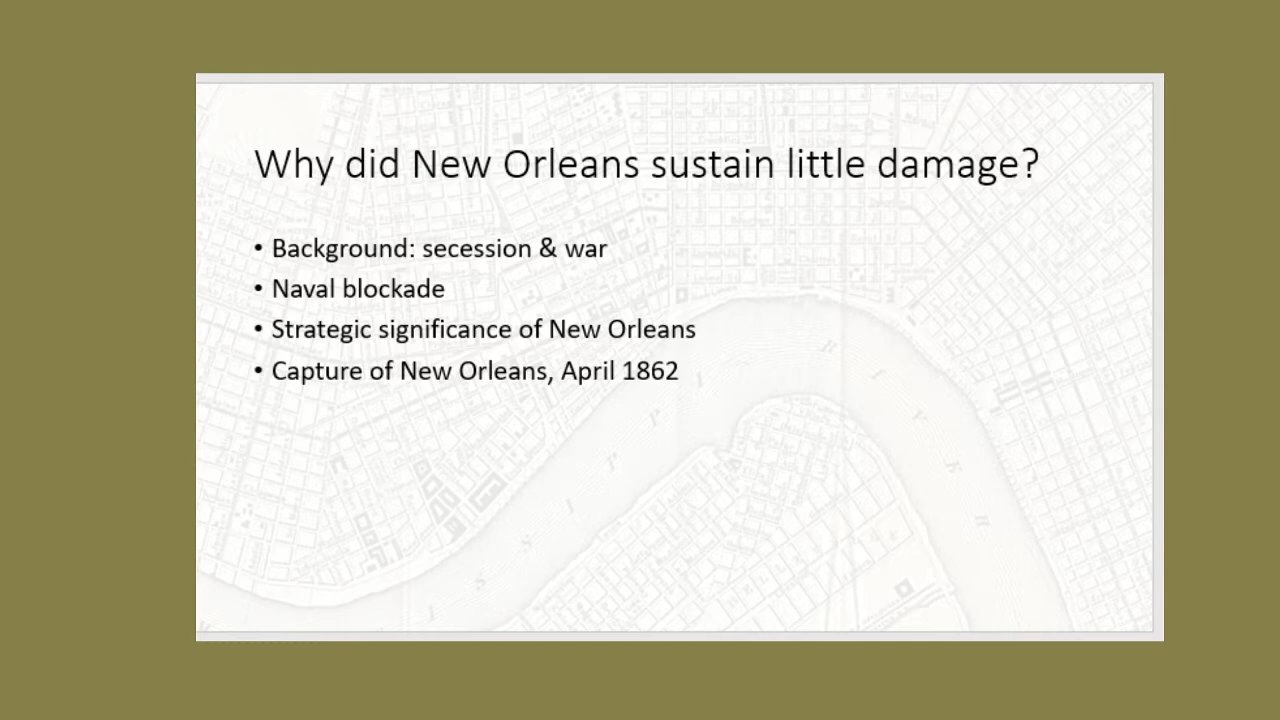 Why did New Orleans sustain little damage?
• Background: secession & war
• Naval blockade
• Strategic significance of New Orleans
• Capture of New Orleans, April 1862